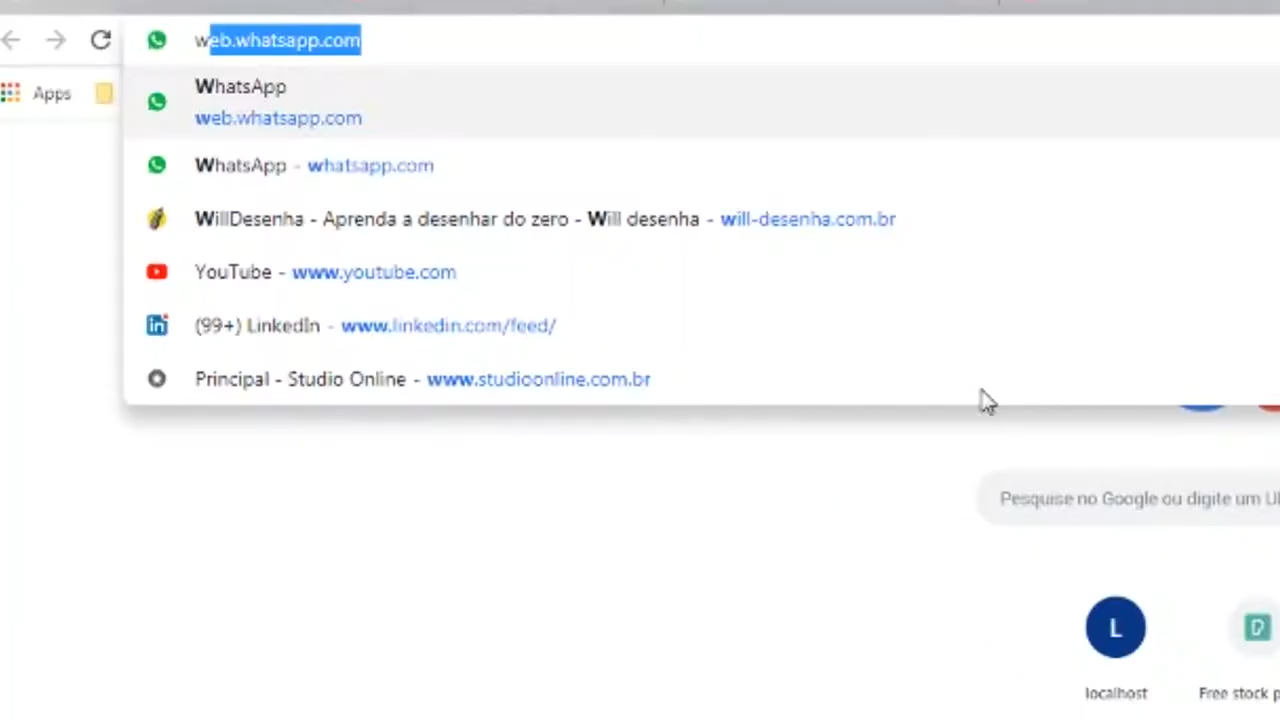 web.whatsapp.com
Apps
WhatsApp
web.whatsapp.com
WhatsApp - whatsapp.com
WillDesenha - Aprenda a desenhar do zero - Will desenha - will-desenha.com.br
YouTube - www.youtube.com
(99+) LinkedIn - www.linkedin.com/feed/
Principal - Studio Online - www.studioonline.com.br
Pesquise no Google ou digite um
L
localhost
Free stock